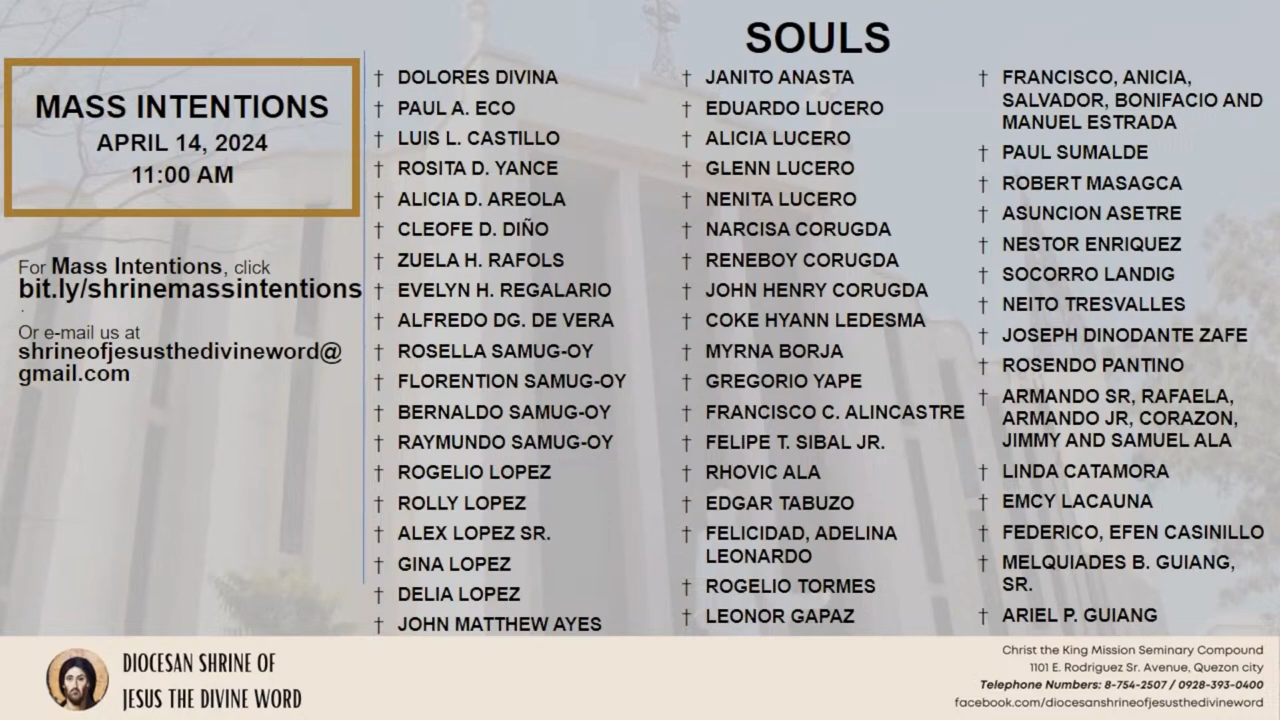 SOULS
MASS INTENTIONS
APRIL 14, 2024
11:00 AM
For Mass Intentions, click
bit.ly/shrinemassintentions
.
Or e-mail us at
shrineofjesusthedivineword@
gmail.com
† DOLORES DIVINA
† PAUL A. ECO
† LUIS L. CASTILLO
† ROSITA D. YANCE
† ALICIA D. AREOLA
† CLEOFE D. DIÑO
† ZUELA H. RAFOLS
† EVELYN H. REGALARIO
† ALFREDO DG. DE VERA
† ROSELLA SAMUG-OY
† FLORENTION SAMUG-OY
† BERNALDO SAMUG-OY
† RAYMUNDO SAMUG-OY
† ROGELIO LOPEZ
† ROLLY LOPEZ
† ALEX LOPEZ SR.
† GINA LOPEZ
† DELIA LOPEZ
† JOHN MATTHEW AYES
† JANITO ANASTA
† EDUARDO LUCERO
† ALICIA LUCERO
† GLENN LUCERO
† NENITA LUCERO
† NARCISA CORUGDA
† RENEBOY CORUGDA
† JOHN HENRY CORUGDA
† COKE HYANN LEDESMA
† MYRNA BORJA
† GREGORIO YAPE
† FRANCISCO C. ALINCASTRE
† FELIPE T. SIBAL JR.
† RHOVIC ALA
† EDGAR TABUZO
† FELICIDAD, ADELINA
LEONARDO
† ROGELIO TORMES
† LEONOR GAPAZ
† FRANCISCO, ANICIA,
SALVADOR, BONIFACIO AND
MANUEL ESTRADA
† PAUL SUMALDE
† ROBERT MASAGCA
† ASUNCION ASETRE
† NESTOR ENRIQUEZ
† SOCORRO LANDIG
† NEITO TRESVALLES
† JOSEPH DINODANTE ZAFE
† ROSENDO PANTINO
† ARMANDO SR, RAFAELA,
ARMANDO JR, CORAZON,
JIMMY AND SAMUEL ALA
† LINDA CATAMORA
† EMCY LACAUNA
† FEDERICO, EFEN CASINILLO
† MELQUIADES B. GUIANG,
SR.
† ARIEL P. GUIANG
DIOCESAN SHRINE OF
JESUS THE DIVINE WORD
Christ the King Mission Seminary Compound
1101 E. Rodriguez Sr. Avenue, Quezon city
Telephone Numbers: 8-754-2507 / 0928-393-0400
facebook.com/diocesanshrineofjesusthedivineword